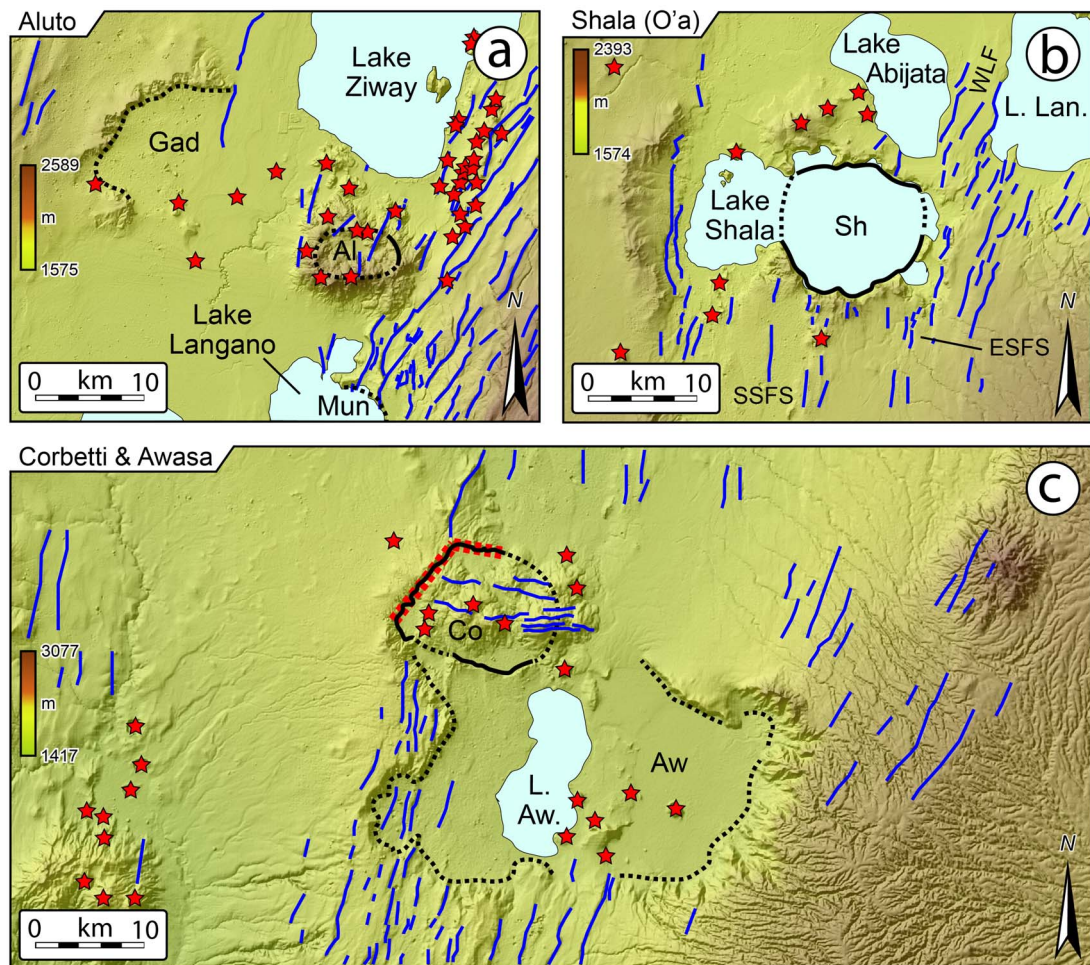 Aluto
a
Lake
Ziway
Gad
2589
m
1575
Al
Lake
Langano
Mun
N
0 km 10
Shala (O'a)
b
2393
m
1574
Lake
Abijata
WLF
L. Lan.
Lake
Shala
Sh
ESFS
SSFS
N
0 km 10
Corbetti & Awasa
c
Co
3077
m
1417
Aw
L.
Aw.
N
0 km 10